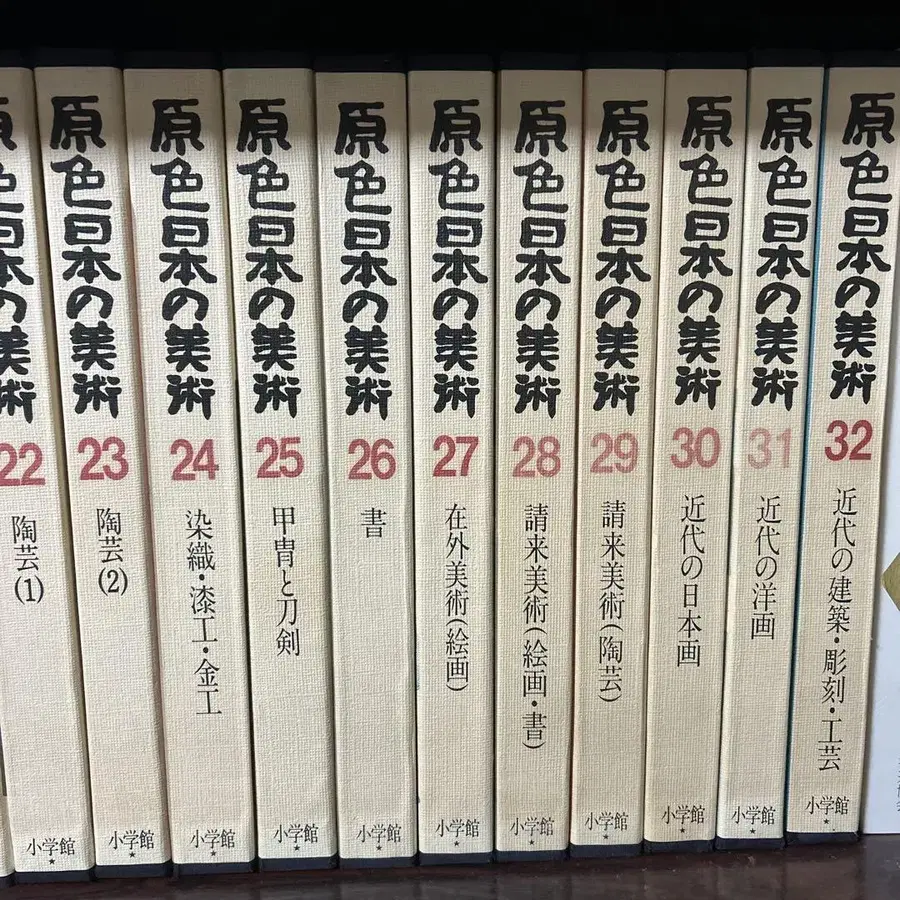 原色日本の美術
22
陶芸(1)
小学館
原色日本の美術
23
陶芸(2)
小学館
原色日本の美術
24
染織・漆工・金工
小学館
原色日本の美術
25
甲冑と刀剣
小学館
原色日本の美術
26
書
小学館
原色日本の美術
27
在外美術(絵画)
小学館
原色日本の美術
28
請来美術(絵画・書)
小学館
原色日本の美術
29
請来美術(陶芸)
小学館
原色日本の美術
30
近代の日本画
小学館
原色日本の美術
31
近代の洋画
小学館
原色日本の美術
32
近代の建築・彫刻・工芸
小学館